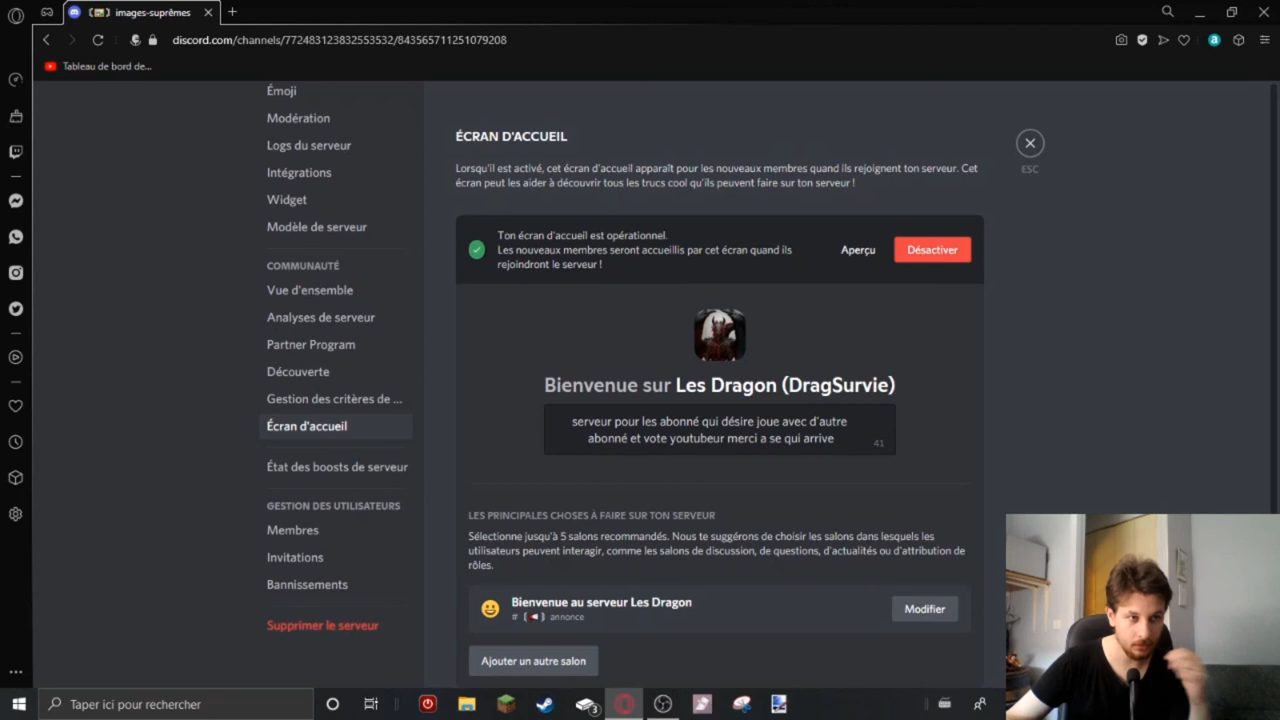 images-suprêmes
discord.com/channels/772483123832553532/843565711251079208
Tableau de bord de...
Émoji
Modération
Logs du serveur
Intégrations
Widget
Modèle de serveur
COMMUNAUTÉ
Vue d'ensemble
Analyses de serveur
Partner Program
Découverte
Gestion des critères de ...
Écran d'accueil
État des boosts de serveur
GESTION DES UTILISATEURS
Membres
Invitations
Bannissements
Supprimer le serveur
ÉCRAN D'ACCUEIL
Lorsqu'il est activé, cet écran d'accueil apparaît pour les nouveaux membres quand ils rejoignent ton serveur. Cet
écran peut les aider à découvrir tous les trucs cool qu'ils peuvent faire sur ton serveur !
ESC
Ton écran d'accueil est opérationnel.
Les nouveaux membres seront accueillis par cet écran quand ils
rejoindront le serveur !
Aperçu
Désactiver
Bienvenue sur Les Dragon (DragSurvie)
serveur pour les abonné qui désire joue avec d'autre
abonné et vote youtubeur merci a se qui arrive
41
LES PRINCIPALES CHOSES À FAIRE SUR TON SERVEUR
Sélectionne jusqu'à 5 salons recommandés. Nous te suggérons de choisir les salons dans lesquels les
utilisateurs peuvent interagir, comme les salons de discussion, de questions, d'actualités ou d'attribution de
rôles.
Bienvenue au serveur Les Dragon
# annonce
Modifier
Ajouter un autre salon
Taper ici pour rechercher
3